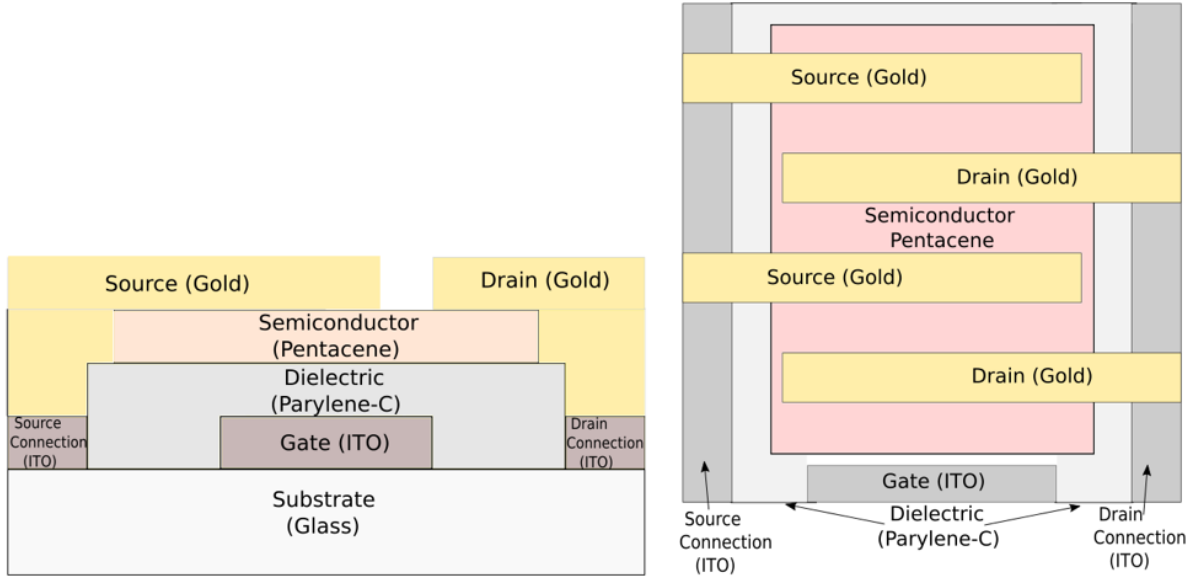 Source (Gold)
Drain (Gold)
Semiconductor
(Pentacene)
Dielectric
(Parylene-C)
Source
Connection
(ITO)
Gate (ITO)
Drain
Connection
(ITO)
Substrate
(Glass)
Source (Gold)
Drain (Gold)
Semiconductor
Pentacene
Source (Gold)
Drain (Gold)
Gate (ITO)
Source
Connection
(ITO)
Dielectric
(Parylene-C)
Drain
Connection
(ITO)